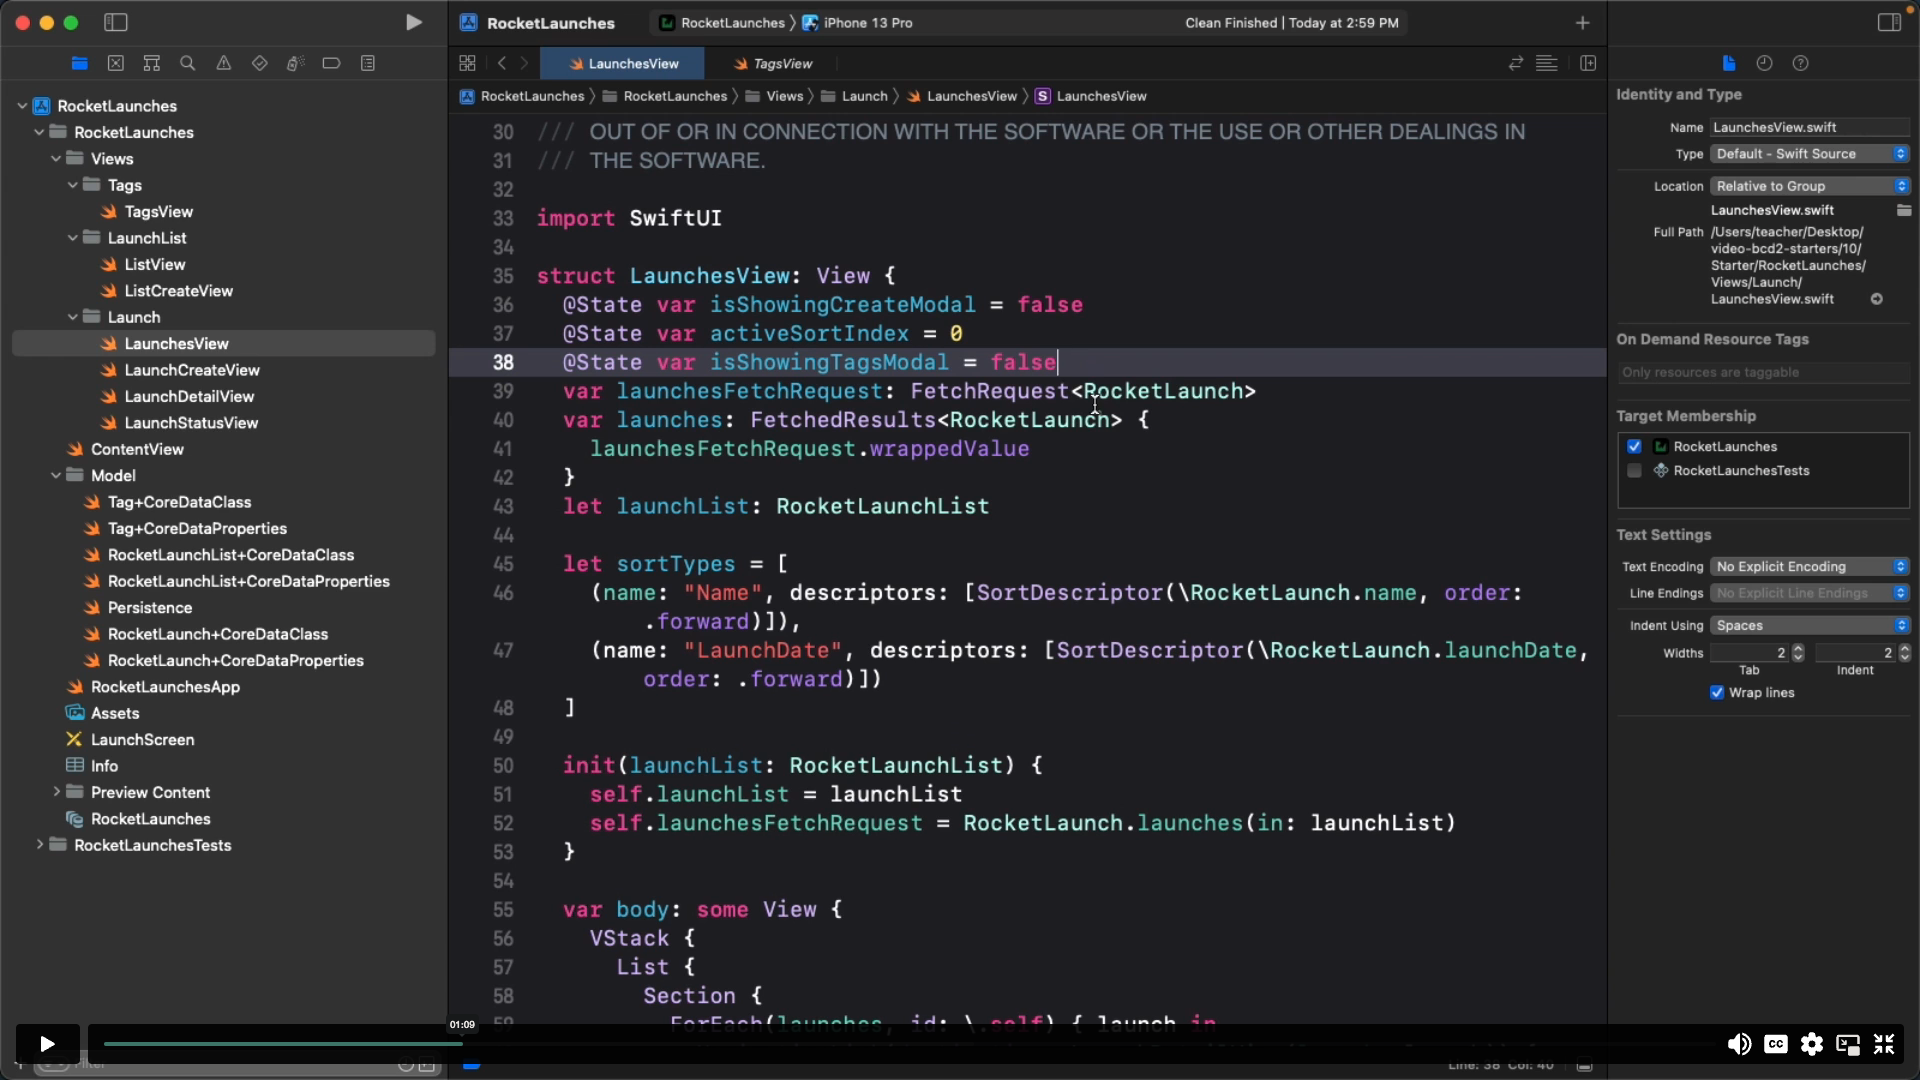 RocketLaunches
RocketLaunches
iPhone 13 Pro
Clean Finished | Today at 2:59 PM
LaunchesView
TagsView
RocketLaunches
RocketLaunches
Views
Launch
LaunchesView
S
LaunchesView
RocketLaunches
RocketLaunches
Views
Tags
TagsView
LaunchList
ListView
ListCreateView
Launch
LaunchesView
LaunchCreateView
LaunchDetailView
LaunchStatusView
ContentView
Model
Tag+CoreDataClass
Tag+CoreDataProperties
RocketLaunchList+CoreDataClass
RocketLaunchList+CoreDataProperties
Persistence
RocketLaunch+CoreDataClass
RocketLaunch+CoreDataProperties
RocketLaunchesApp
Assets
LaunchScreen
Info
Preview Content
RocketLaunches
RocketLaunchesTests
30 /// OUT OF OR IN CONNECTION WITH THE SOFTWARE OR THE USE OR OTHER DEALINGS IN
31 /// THE SOFTWARE.
32
33 import SwiftUI
34
35 struct LaunchesView: View {
36 @State var isShowingCreateModal = false
37 @State var activeSortIndex = 0
38 @State var isShowingTagsModal = false
39 var launchesFetchRequest: FetchRequest<RocketLaunch>
40 var launches: FetchedResults<RocketLaunch> {
41 launchesFetchRequest.wrappedValue
42 }
43 let launchList: RocketLaunchList
44
45 let sortTypes = [
46 (name: "Name", descriptors: [SortDescriptor(\RocketLaunch.name, order:
.forward)]),
47 (name: "LaunchDate", descriptors: [SortDescriptor(\RocketLaunch.launchDate,
order: .forward)])
48 ]
49
50 init(launchList: RocketLaunchList) {
51 self.launchList = launchList
52 self.launchesFetchRequest = RocketLaunch.launches(in: launchList)
53 }
54
55 var body: some View {
56 VStack {
57 List {
58 Section {
59 ForEach(launches, id: \.self) { launch in
01:09
Filter
Line: 38 Col: 40
CC
Identity and Type
Name LaunchesView.swift
Type Default - Swift Source
Location Relative to Group
LaunchesView.swift
Full Path /Users/teacher/Desktop/
video-bcd2-starters/10/
Starter/RocketLaunches/
Views/Launch/
LaunchesView.swift
On Demand Resource Tags
Only resources are taggable
Target Membership
RocketLaunches
RocketLaunchesTests
Text Settings
Text Encoding No Explicit Encoding
Line Endings No Explicit Line Endings
Indent Using Spaces
Widths 2 2
Tab Indent
Wrap lines